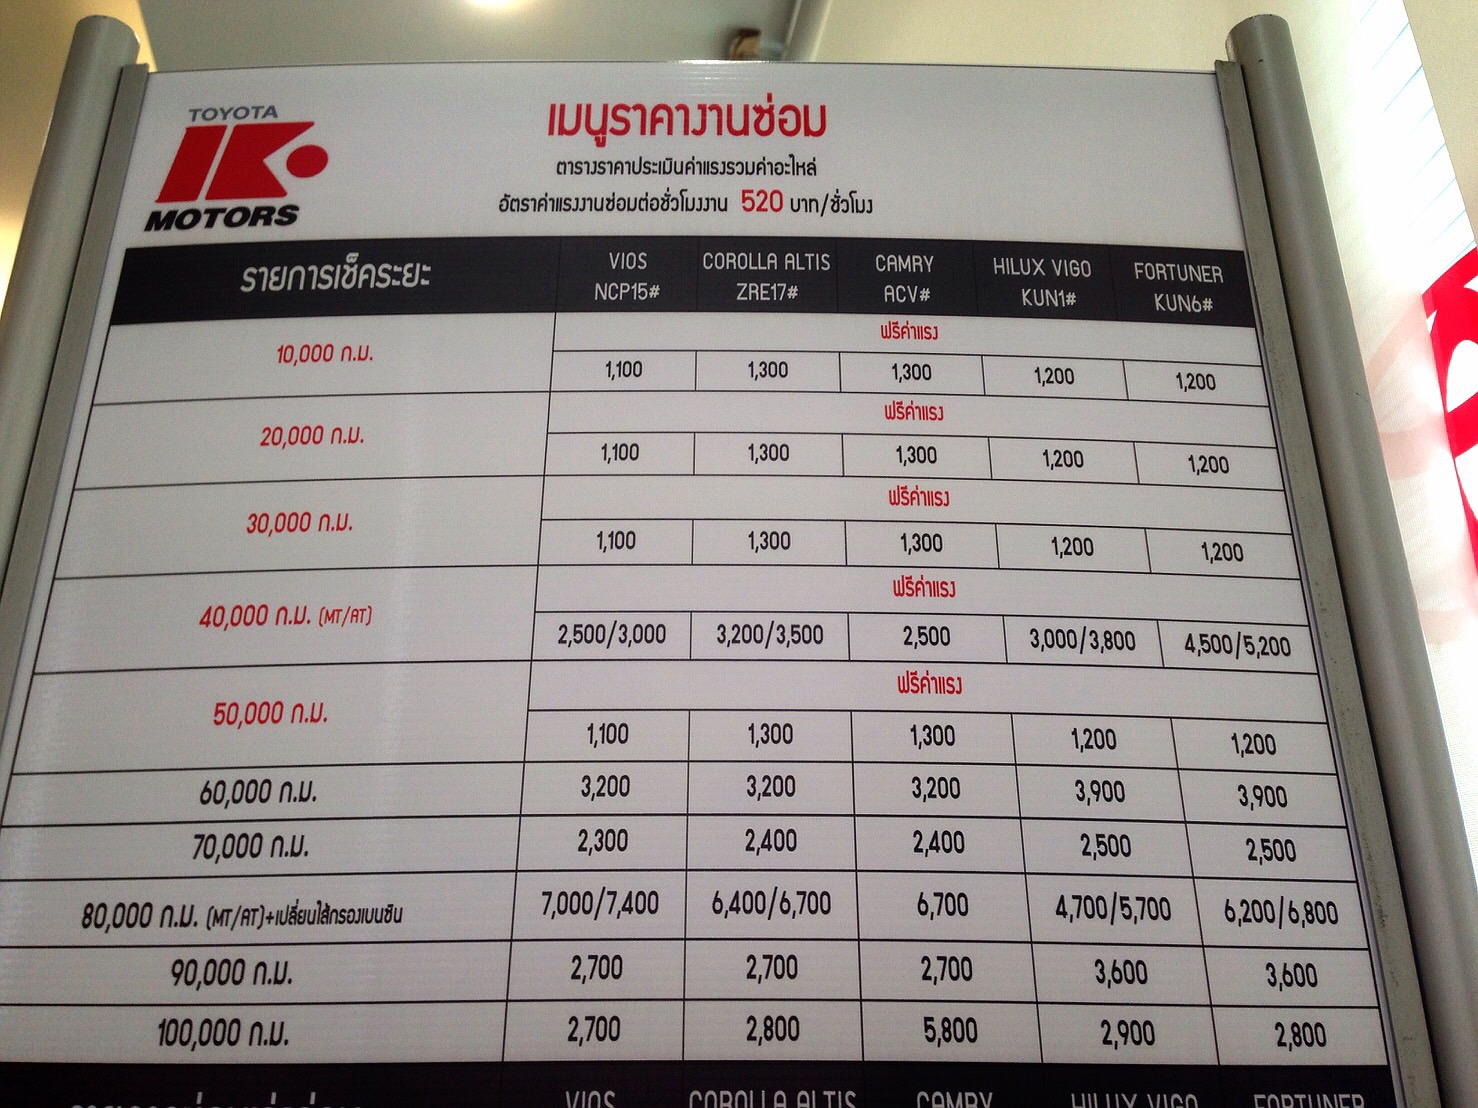 TOYOTA
K
MOTORS
เมนูราคางานซ่อม
ตารางราคาประเมินค่าแรงรวมค่าอะไหล่
อัตราค่าแรงงานซ่อมต่อชั่วโมงงาน 520 บาท/ชั่วโมง
รายการเช็คระยะ VIOS NCP15# COROLLA ALTIS ZRE17# CAMRY ACV# HILUX VIGO KUN1# FORTUNER KUN6#
ฟรีค่าแรง
10,000 ก.ม. 1,100 1,300 1,300 1,200 1,200
ฟรีค่าแรง
20,000 ก.ม. 1,100 1,300 1,300 1,200 1,200
ฟรีค่าแรง
30,000 ก.ม. 1,100 1,300 1,300 1,200 1,200
ฟรีค่าแรง
40,000 ก.ม. (MT/AT) 2,500/3,000 3,200/3,500 2,500 3,000/3,800 4,500/5,200
ฟรีค่าแรง
50,000 ก.ม. 1,100 1,300 1,300 1,200 1,200
60,000 ก.ม. 3,200 3,200 3,200 3,900 3,900
70,000 ก.ม. 2,300 2,400 2,400 2,500 2,500
80,000 ก.ม. (MT/AT)+เปลี่ยนไส้กรองเบนซิน 7,000/7,400 6,400/6,700 6,700 4,700/5,700 6,200/6,800
90,000 ก.ม. 2,700 2,700 2,700 3,600 3,600
100,000 ก.ม. 2,700 2,800 5,800 2,900 2,800
VIOS COROLLA ALTIS CAMRY HILUX VIGO FORTUNER